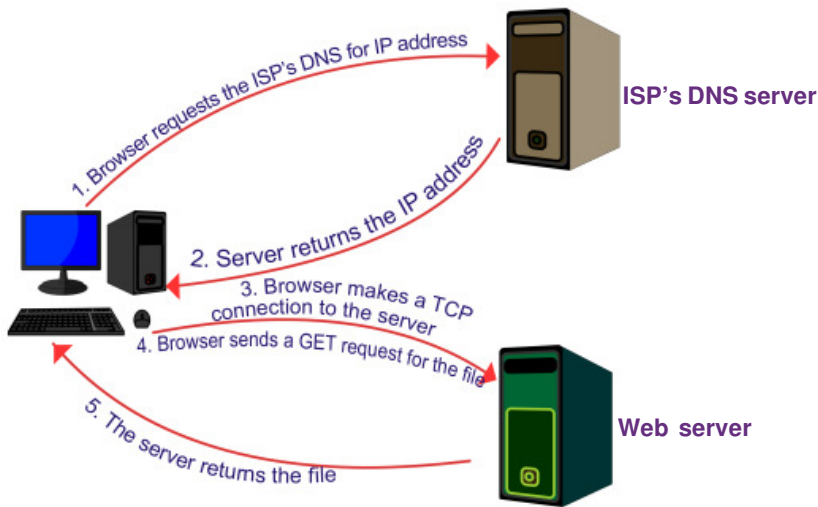 1. Browser requests the ISP's DNS for IP address
ISP's DNS server
2. Server returns the IP address
3. Browser makes a TCP
connection to the server
4. Browser sends a GET request for the file
Web server
5. The server returns the file